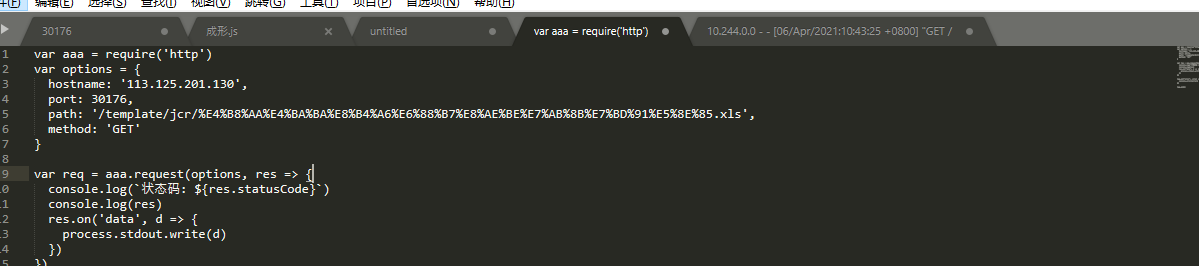 编辑(E) 选择(S) 查找(I) 视图(V) 跳转(G) 工具(T) 项目(P) 首选项(N) 帮助(H)
30176 成形.js untitled var aaa = require('http') 10.244.0.0 - - [06/Apr/2021:10:43:25 +0800] "GET /
1 var aaa = require('http')
2 var options = {
3 hostname: '113.125.201.130',
4 port: 30176,
5 path: '/template/jcr/%E4%B8%AA%E4%BA%BA%E8%B4%A6%E6%88%B7%E8%AE%BE%E7%AB%8B%E7%BD%91%E5%8E%85.xls',
6 method: 'GET'
7 }
8
9 var req = aaa.request(options, res => {
10 console.log(`状态码: ${res.statusCode}`)
11 console.log(res)
12 res.on('data', d => {
13 process.stdout.write(d)
14 })
15 })